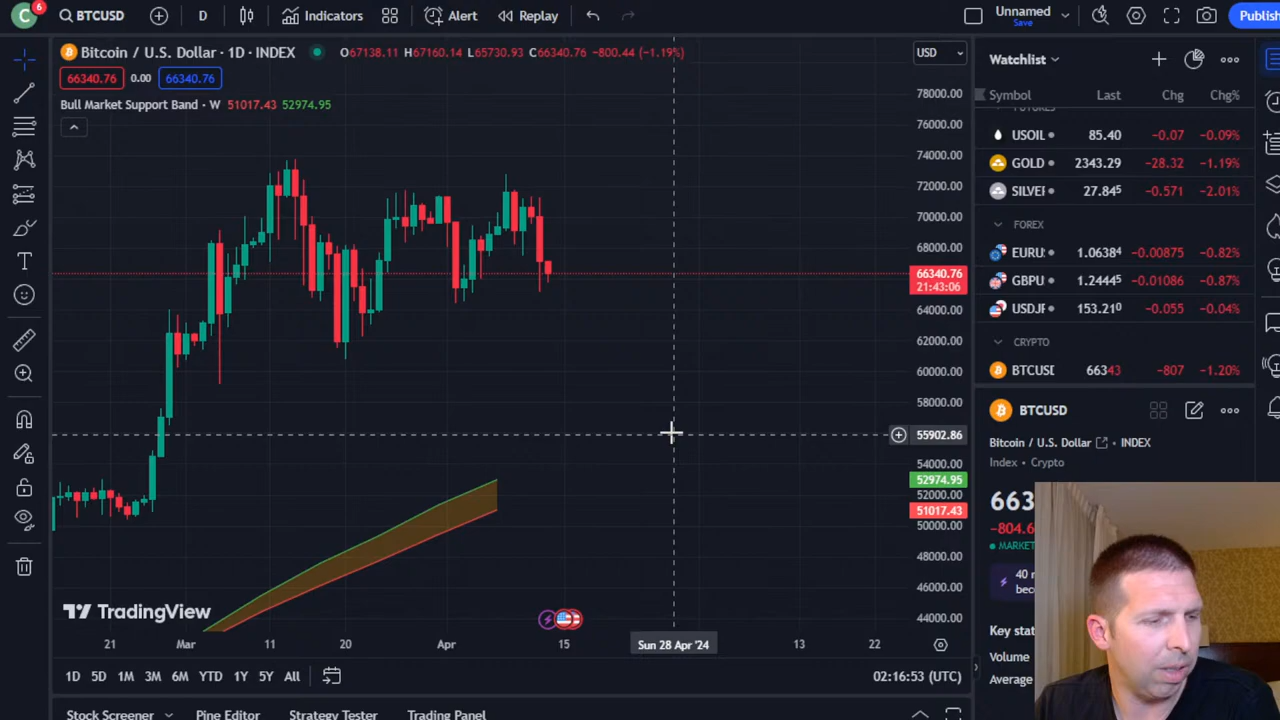 C 6 BTCUSD D Indicators Alert Replay Unnamed Save Publish
Bitcoin / U.S. Dollar · 1D · INDEX O67138.11 H67160.14 L65730.93 C66340.76 −800.44 (−1.19%) USD
66340.76 0.00 66340.76
Bull Market Support Band · W 51017.43 52974.95
78000.00
76000.00
74000.00
72000.00
70000.00
68000.00
66340.76
21:43:06
64000.00
62000.00
60000.00
58000.00
55902.86
54000.00
52974.95
52000.00
51017.43
50000.00
48000.00
46000.00
44000.00
TradingView
21 Mar 11 20 Apr 15 Sun 28 Apr '24 13 22
1D 5D 1M 3M 6M YTD 1Y 5Y All 02:16:53 (UTC)
Stock Screener Pine Editor Strategy Tester Trading Panel
Watchlist
Symbol Last Chg Chg%
USOIL 85.40 −0.07 −0.09%
GOLD 2343.29 −28.32 −1.19%
SILVER 27.845 −0.571 −2.01%
FOREX
EURU 1.06384 −0.00875 −0.82%
GBPU 1.24445 −0.01086 −0.87%
USDJF 153.210 −0.055 −0.04%
CRYPTO
BTCUSD 66343 −807 −1.20%
BTCUSD
Bitcoin / U.S. Dollar INDEX
Index · Crypto
663
−804.6
MARKET
40
Key stat
Volume
Average